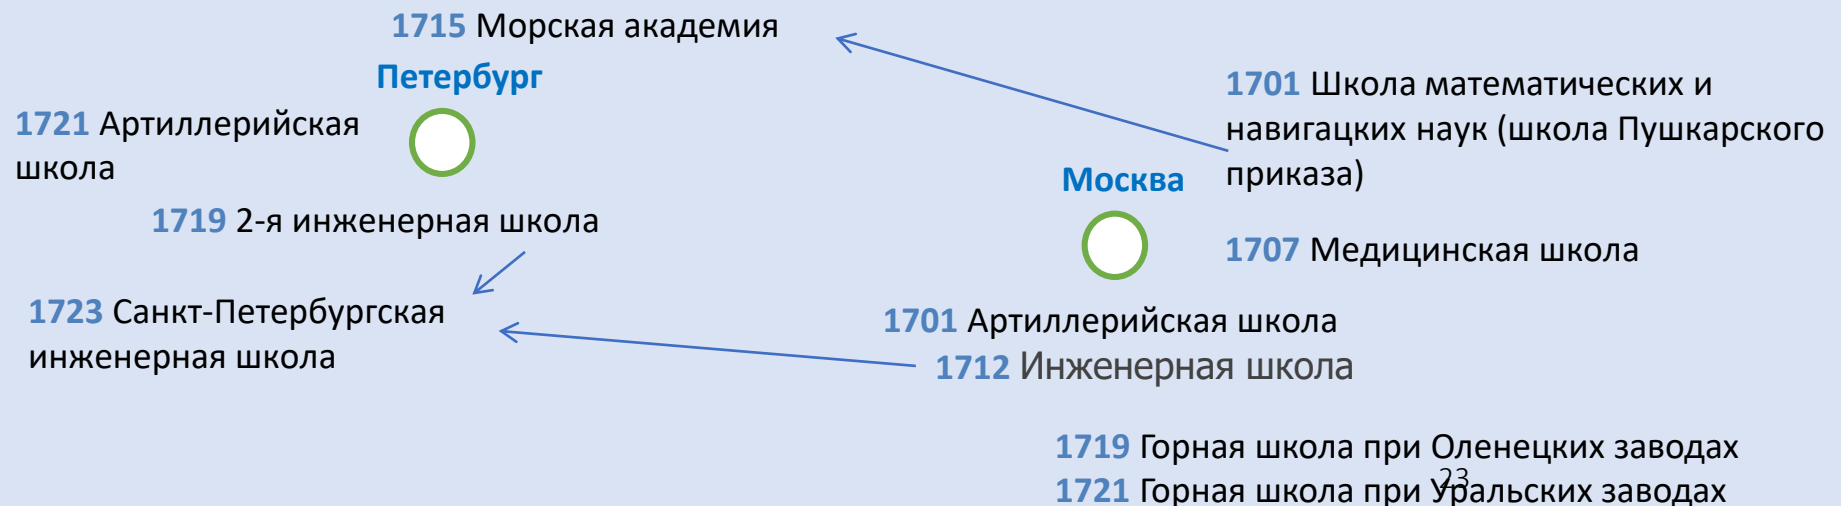 1715 Морская академия
Петербург
1721 Артиллерийская
школа
1719 2-я инженерная школа
1723 Санкт-Петербургская
инженерная школа
1701 Школа математических и
навигацких наук (школа Пушкарского
приказа)
Москва
1707 Медицинская школа
1701 Артиллерийская школа
1712 Инженерная школа
1719 Горная школа при Оленецких заводах
23
1721 Горная школа при Уральских заводах